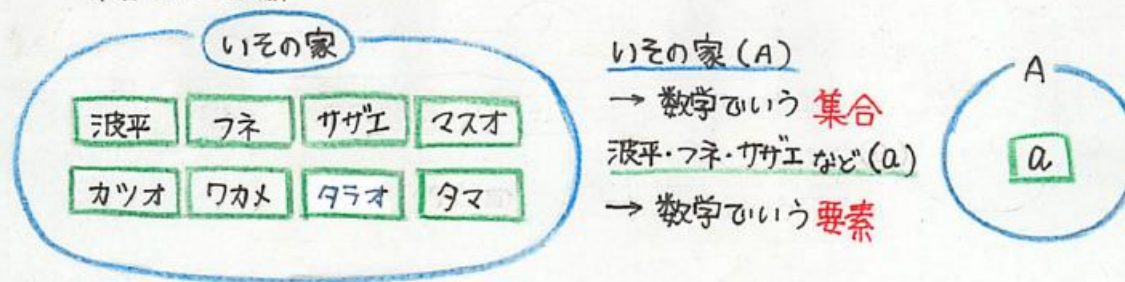 いその家
波平 フネ サザエ マスオ
カツオ ワカメ タラオ タマ
いその家(A)
→ 数学でいう 集合
波平・フネ・サザエ など(a)
→ 数学でいう 要素
A
a